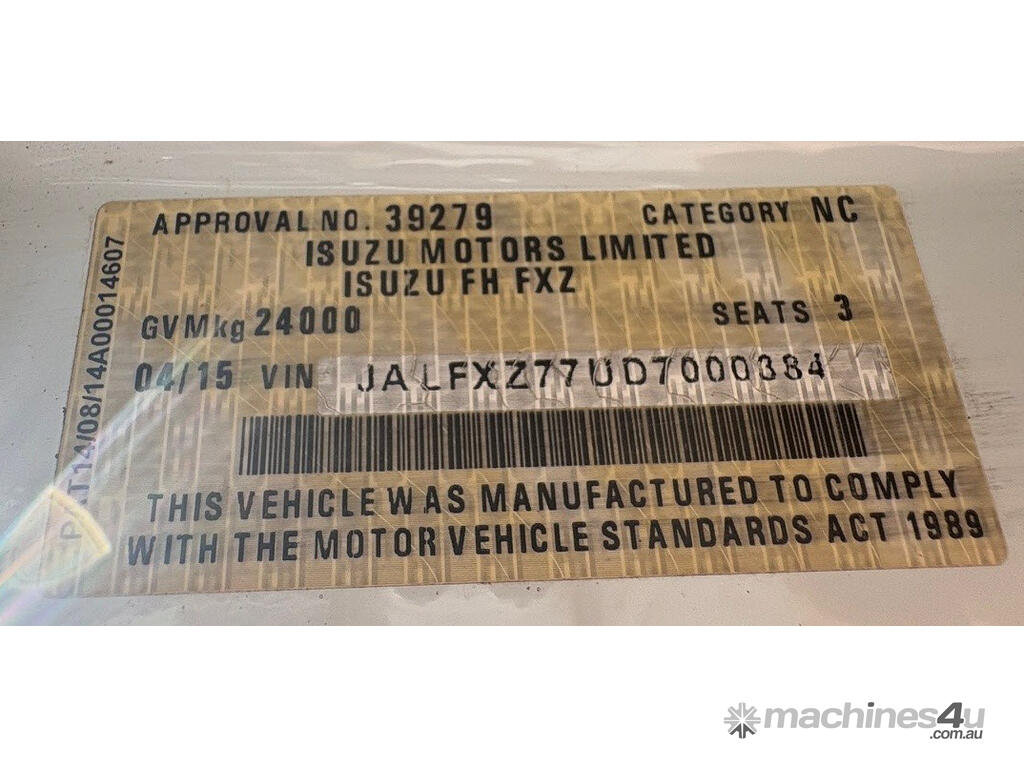 APPROVAL NO. 39279 CATEGORY NC
ISUZU MOTORS LIMITED
ISUZU FH FXZ
GVMkg 24000 SEATS 3
04/15 VIN JALFXZ77UD7000384
THIS VEHICLE WAS MANUFACTURED TO COMPLY
WITH THE MOTOR VEHICLE STANDARDS ACT 1989
14/08/14A00014607
machines4u
.com.au